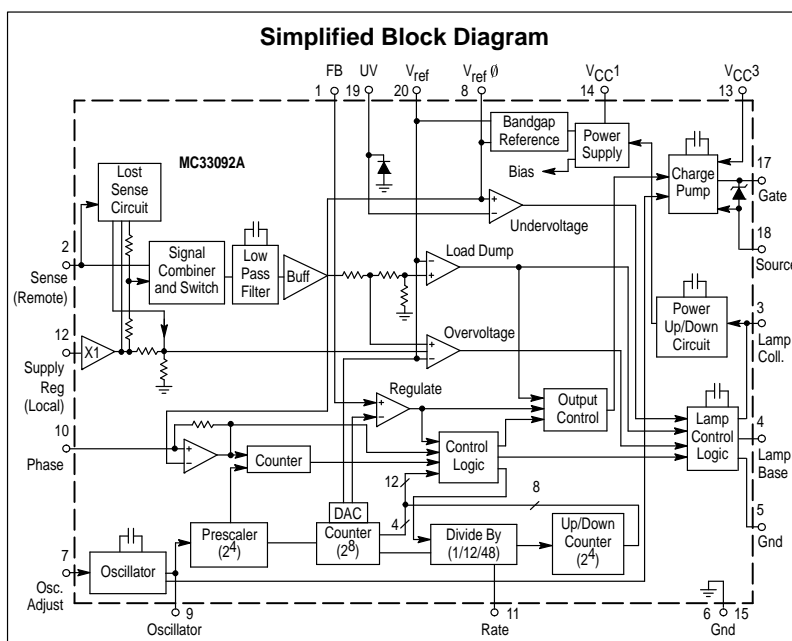 Simplified Block Diagram
FB
UV
Vref
Vref Ø
VCC1
VCC3
1
19
20
8
14
13
MC33092A
Lost
Sense
Circuit
Bandgap
Reference
Power
Supply
Bias
Charge
Pump
17
Gate
18
Source
+
−
Undervoltage
2
Sense
(Remote)
Signal
Combiner
and Switch
Low
Pass
Filter
Buff
−
+
Load Dump
Power
Up/Down
Circuit
3
Lamp
Coll.
12
Supply
Reg
(Local)
X1
+
−
Overvoltage
+
−
Regulate
Output
Control
Lamp
Control
Logic
4
Lamp
Base
10
Phase
+
−
Counter
Control
Logic
12
4
8
5
Gnd
DAC
Counter
(2⁸)
Prescaler
(2⁴)
Divide By
(1/12/48)
Up/Down
Counter
(2⁴)
7
Osc.
Adjust
Oscillator
9
Oscillator
11
Rate
6
15
Gnd